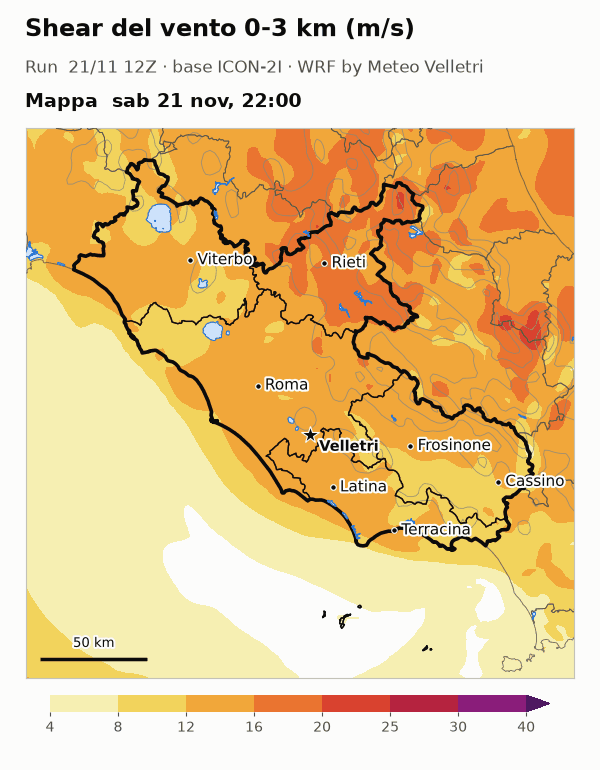 Shear del vento 0-3 km (m/s)
Run  21/11 12Z · base ICON-2I · WRF by Meteo Velletri
Mappa  sab 21 nov, 22:00
Viterbo
Rieti
Roma
Velletri
Frosinone
Cassino
Latina
Terracina
50 km
4 8 12 16 20 25 30 40